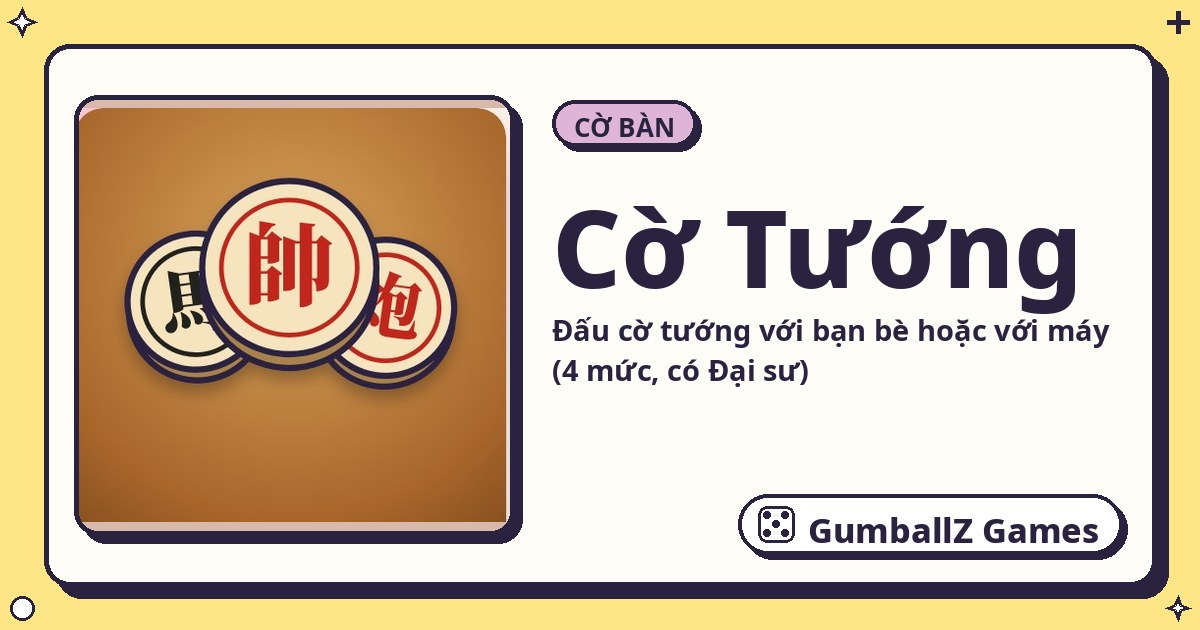 馬 帥 炮
CỜ BÀN
Cờ Tướng
Đấu cờ tướng với bạn bè hoặc với máy
(4 mức, có Đại sư)
GumballZ Games